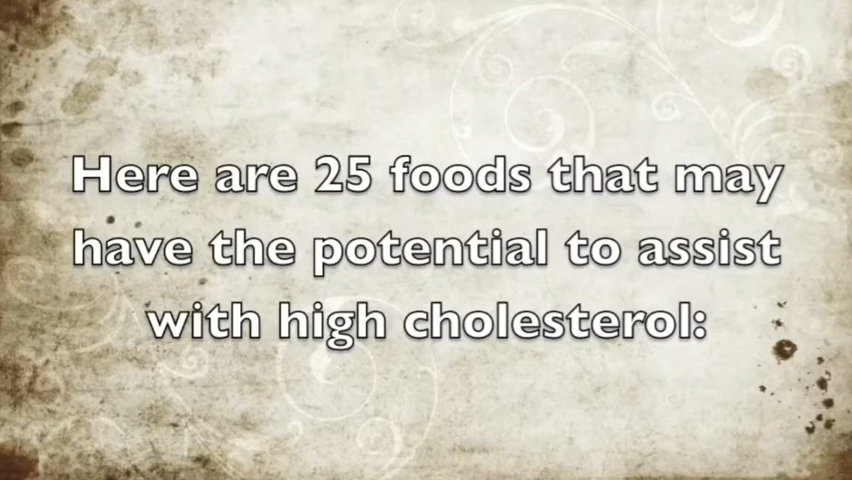 Here are 25 foods that may
have the potential to assist
with high cholesterol: